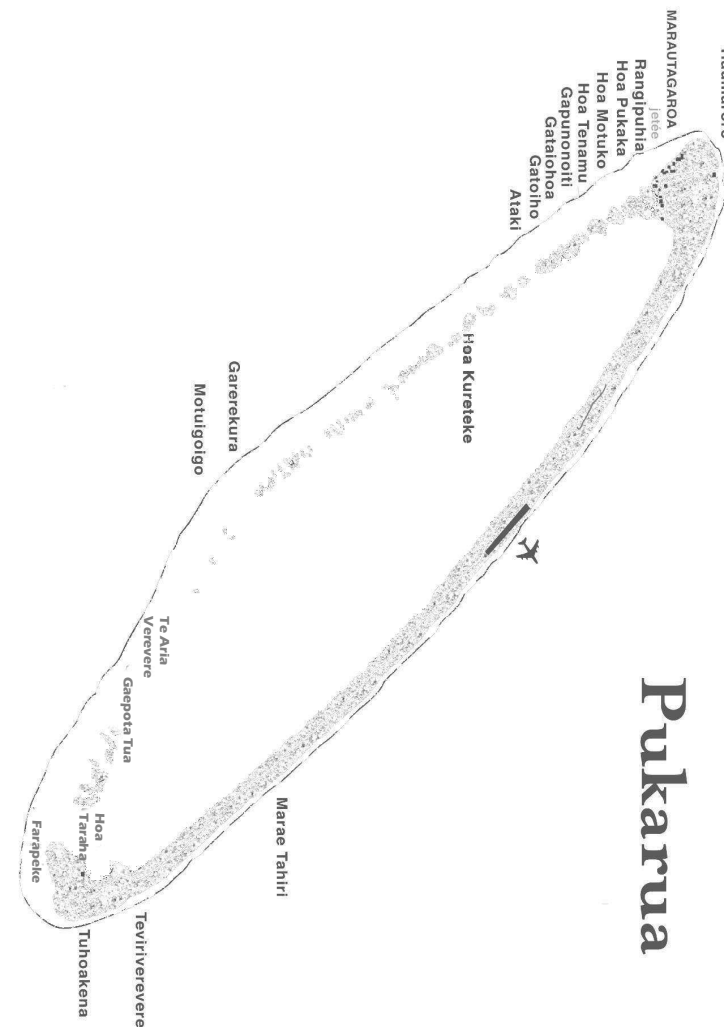 Pukarua
MARAUTAGAROA
jetée
Rangipuhia
Hoa Pukaka
Hoa Motuko
Hoa Tenamu
Gapunonoiti
Gataiohoa
Gatoiho
Ataki
Hoa Kureteke
Garerekura
Motuigoigo
Te Aria
Verevere
Gaepota Tua
Marae Tahiri
Hoa
Taraha
Farapeke
Teviriverevere
Tuhoakena